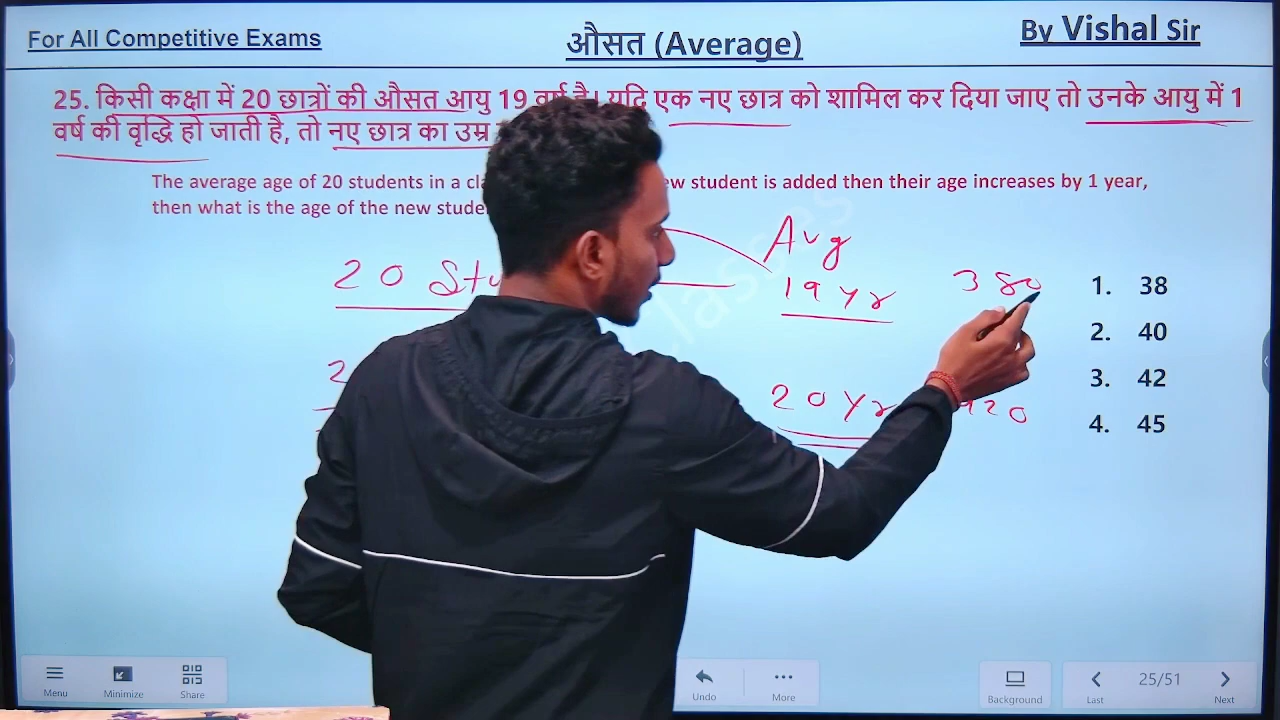 For All Competitive Exams
औसत (Average)
By Vishal Sir
25. किसी कक्षा में 20 छात्रों की औसत आयु 19 वर्ष है। यदि एक नए छात्र को शामिल कर दिया जाए तो उनके आयु में 1
वर्ष की वृद्धि हो जाती है, तो नए छात्र का उम्र
The average age of 20 students in a student is added then their age increases by 1 year,
then what is the age of the new
Avg
20 19 yr 380
20 yr 420
1. 38
2. 40
3. 42
4. 45
classes
Menu
Minimize
Share
Undo
More
Background
Last
25/51
Next